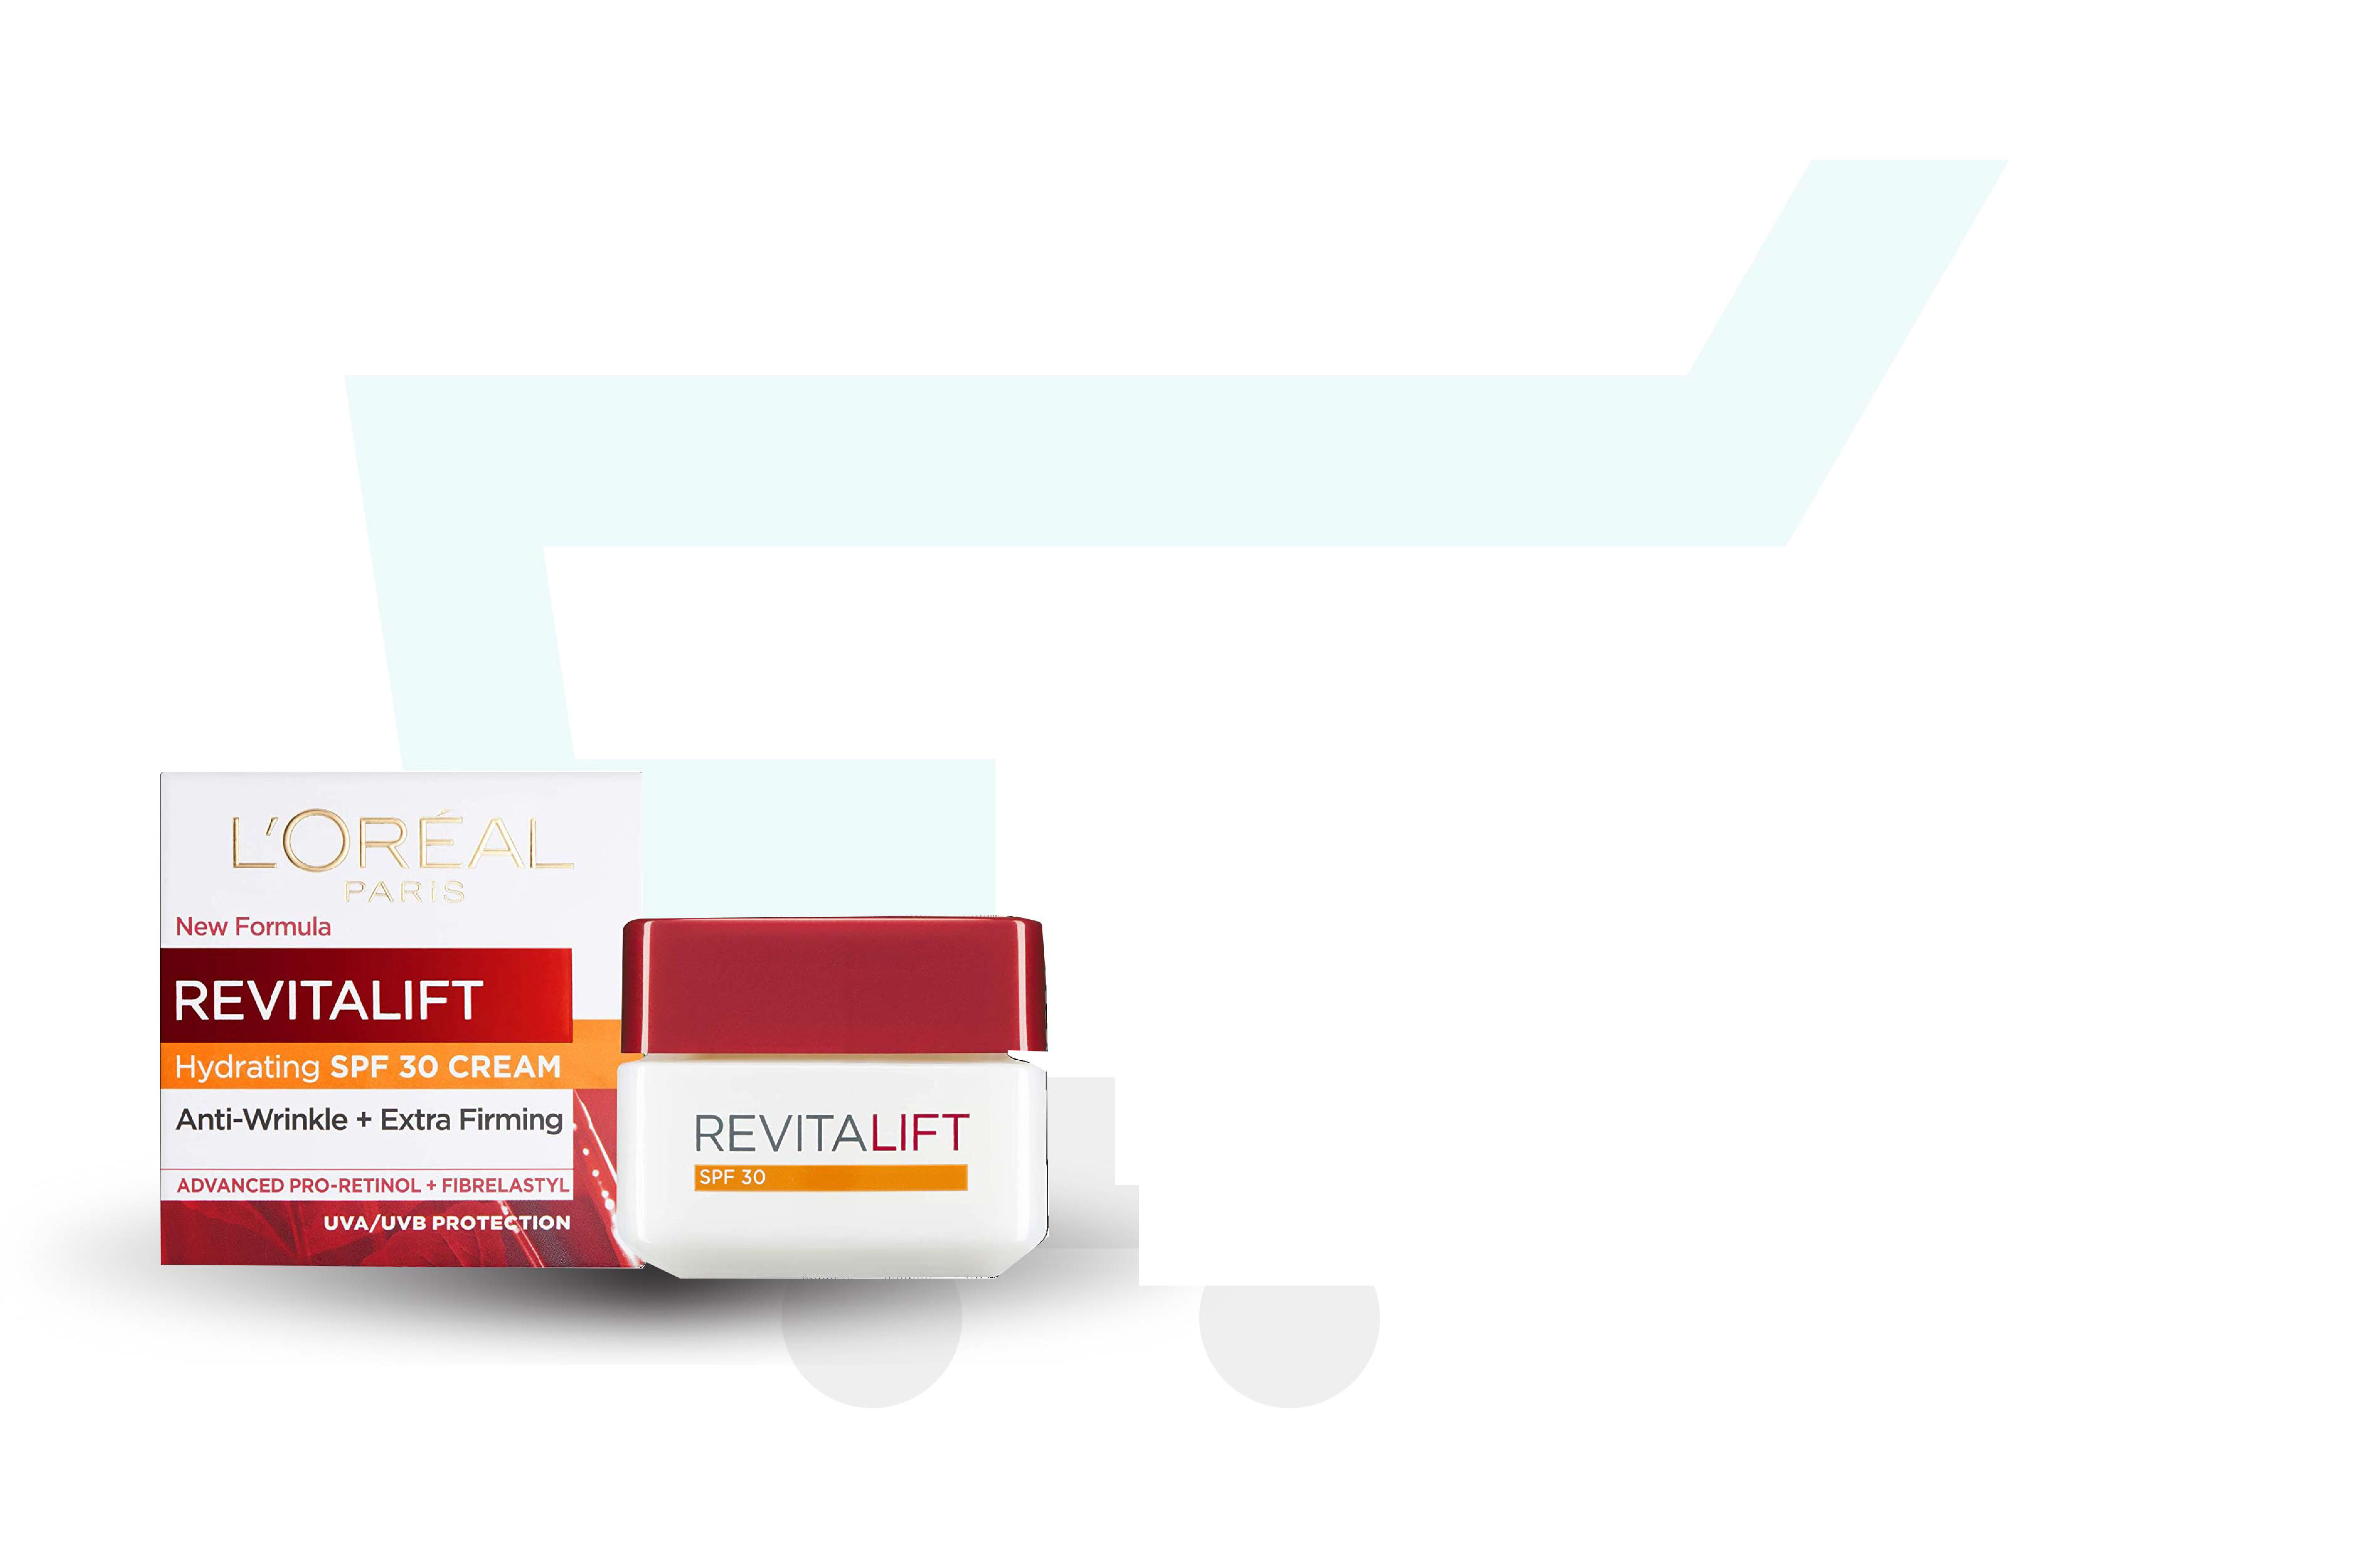 L'ORÉAL
PARIS
New Formula
REVITALIFT
Hydrating SPF 30 CREAM
Anti-Wrinkle + Extra Firming
ADVANCED PRO-RETINOL + FIBRELASTYL
UVA/UVB PROTECTION
REVITALIFT
SPF 30